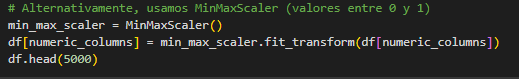 # Alternativamente, usamos MinMaxScaler (valores entre 0 y 1)
min_max_scaler = MinMaxScaler()
df[numeric_columns] = min_max_scaler.fit_transform(df[numeric_columns])
df.head(5000)